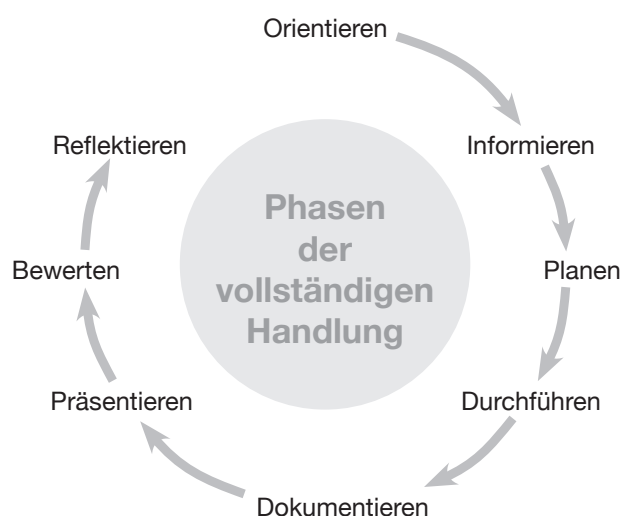 Orientieren
Informieren
Planen
Durchführen
Dokumentieren
Präsentieren
Bewerten
Reflektieren
Phasen
der
vollständigen
Handlung